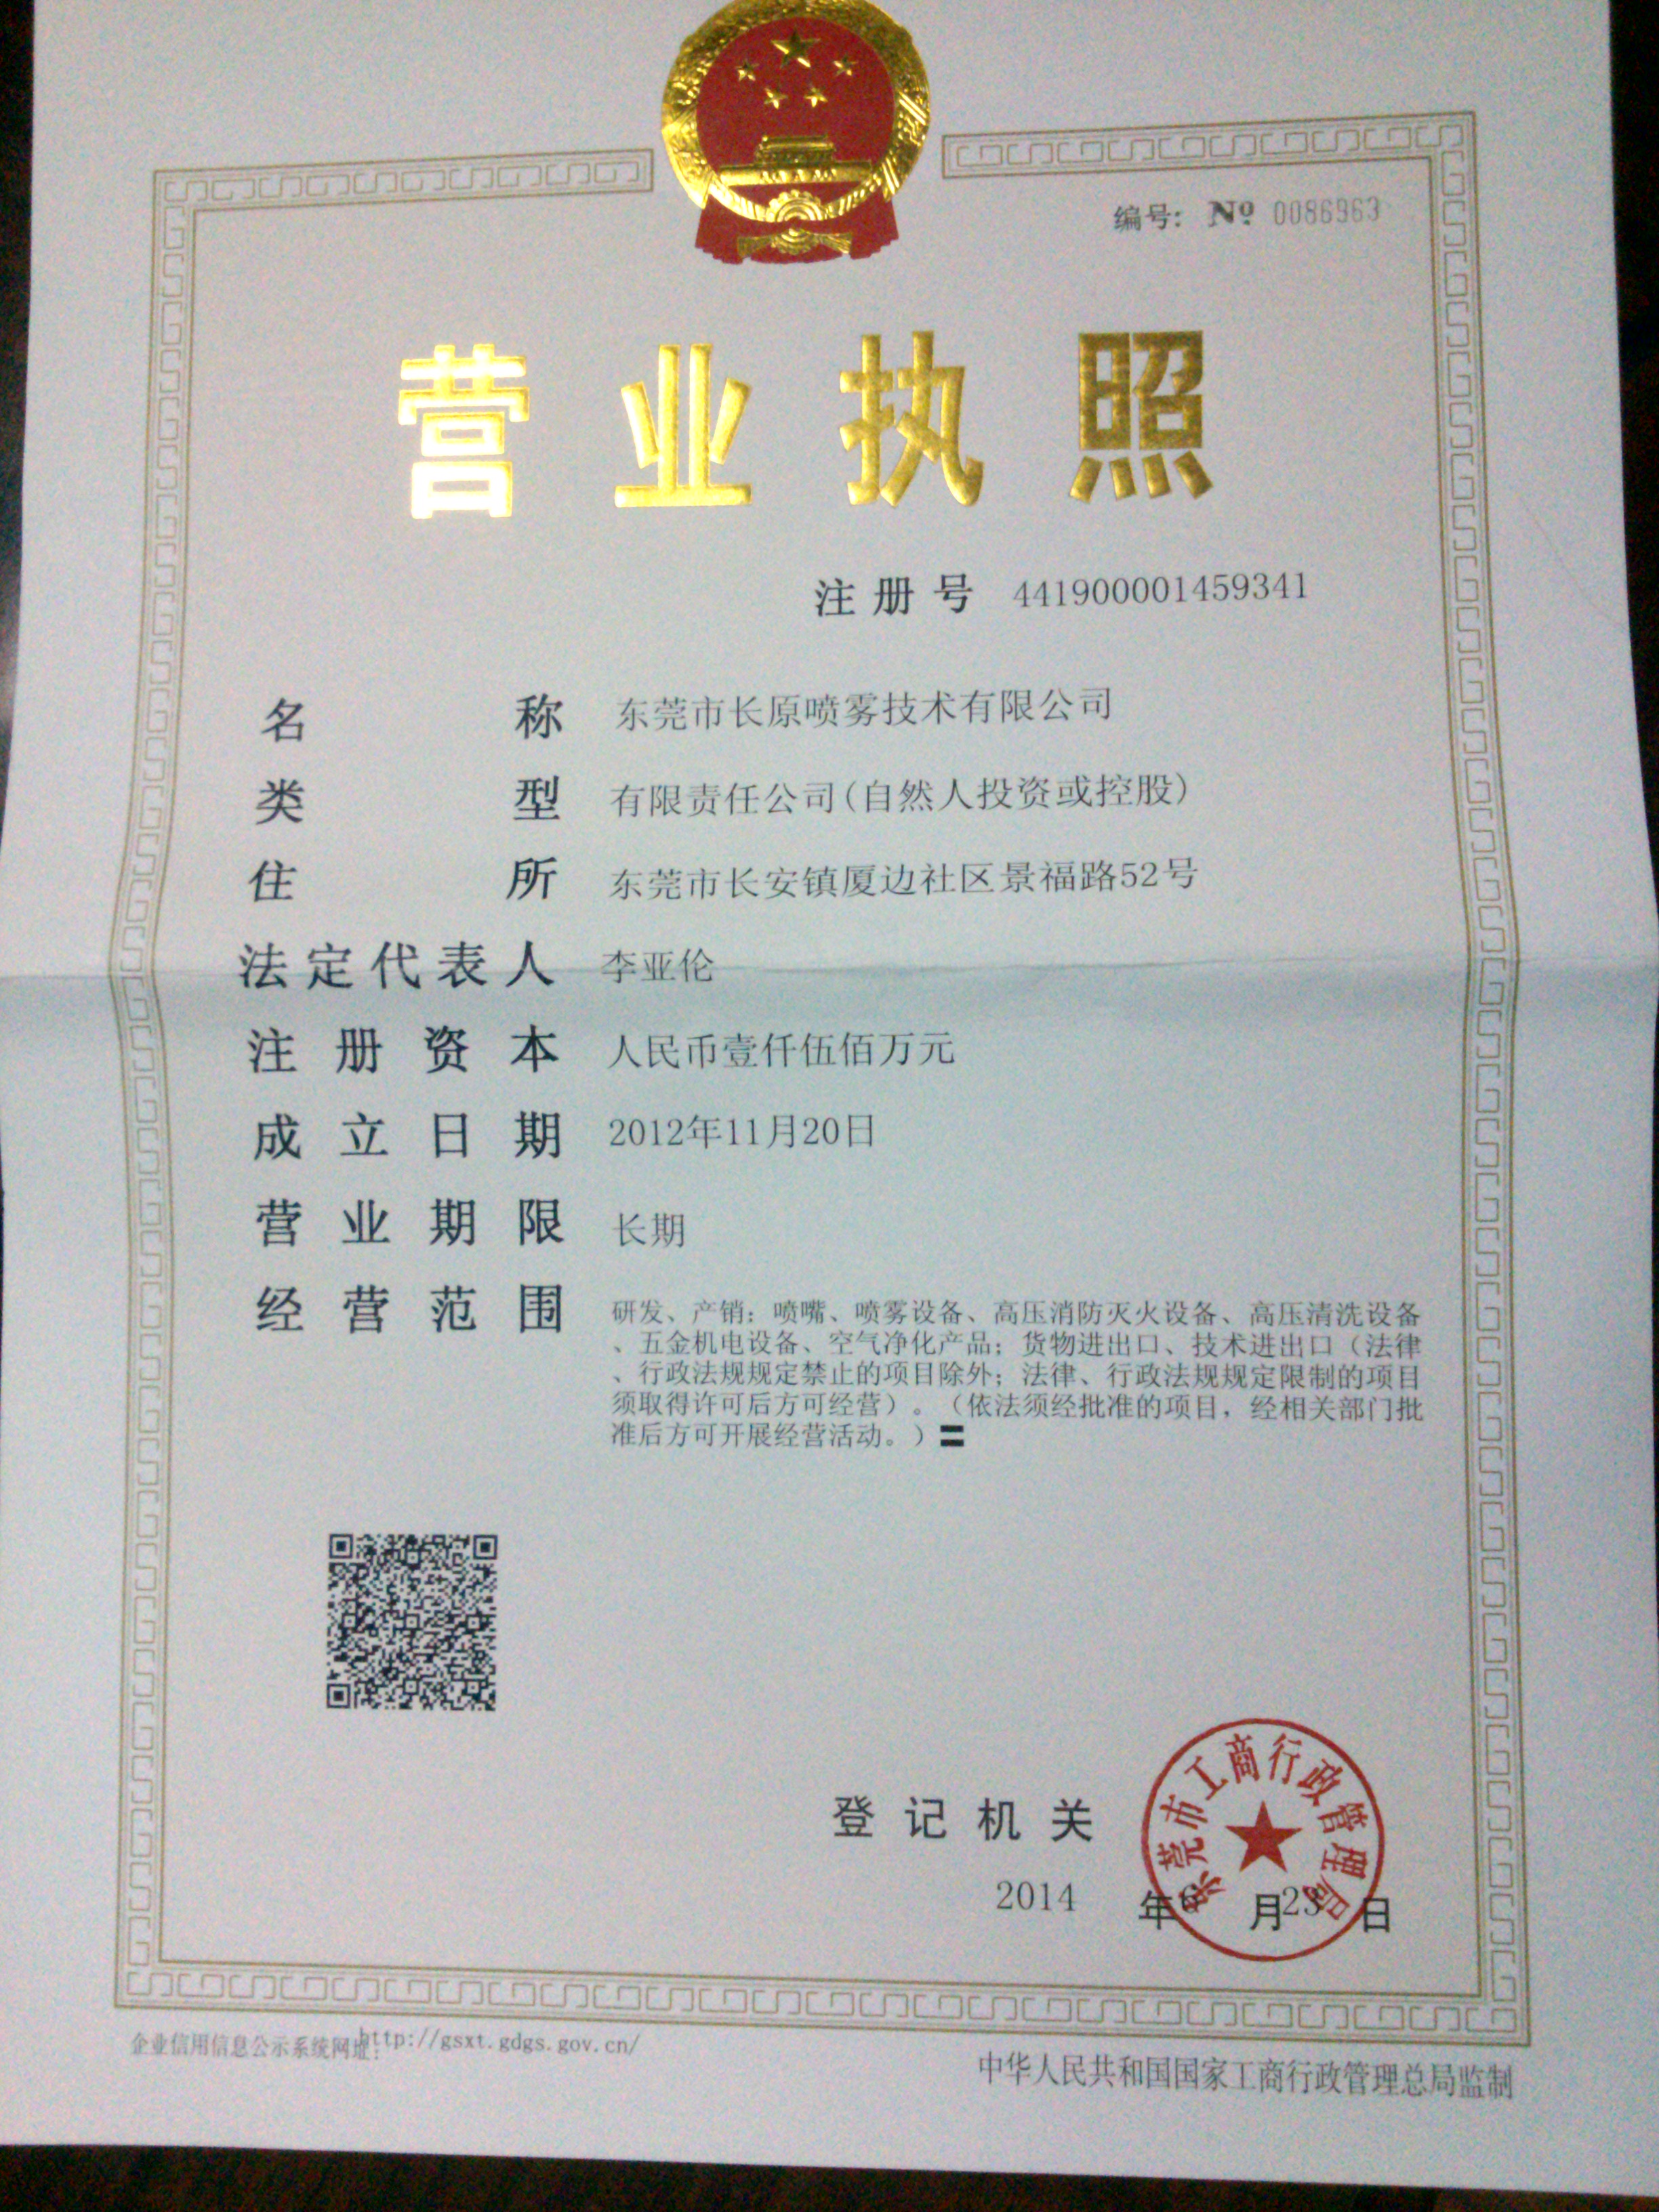 编号: Nº 0086963
营业执照
注册号 441900001459341
名称 东莞市长原喷雾技术有限公司
类型 有限责任公司(自然人投资或控股)
住所 东莞市长安镇厦边社区景福路52号
法定代表人 李亚伦
注册资本 人民币壹仟伍佰万元
成立日期 2012年11月20日
营业期限 长期
经营范围 研发、产销：喷嘴、喷雾设备、高压消防灭火设备、高压清洗设备
、五金机电设备、空气净化产品；货物进出口、技术进出口（法律
、行政法规规定禁止的项目除外；法律、行政法规规定限制的项目
须取得许可后方可经营）。（依法须经批准的项目，经相关部门批
准后方可开展经营活动。）
东莞市工商行政管理局
登记机关
2014 年 6 月 23 日
企业信用信息公示系统网址：http://gsxt.gdgs.gov.cn/
中华人民共和国国家工商行政管理总局监制